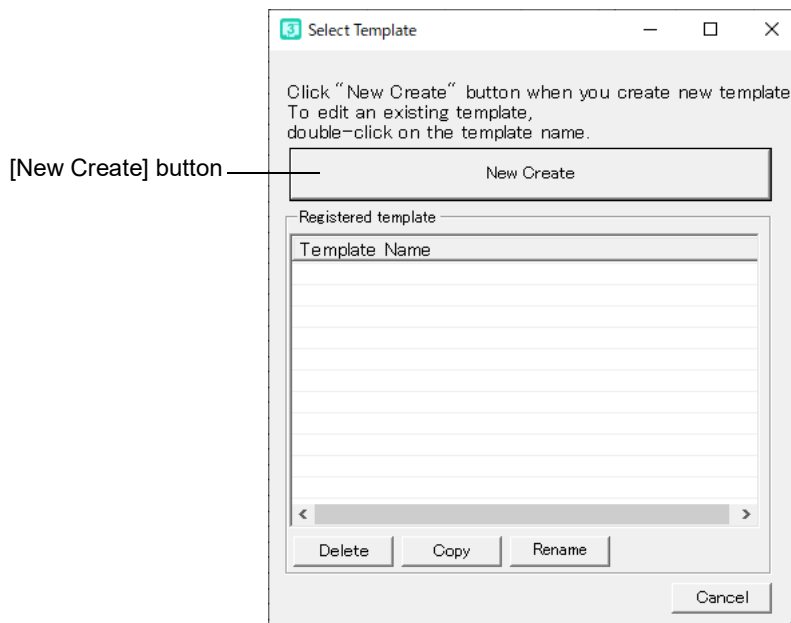 Select Template
Click "New Create" button when you create new template
To edit an existing template,
double-click on the template name.
[New Create] button
New Create
Registered template
Template Name
Delete Copy Rename
Cancel